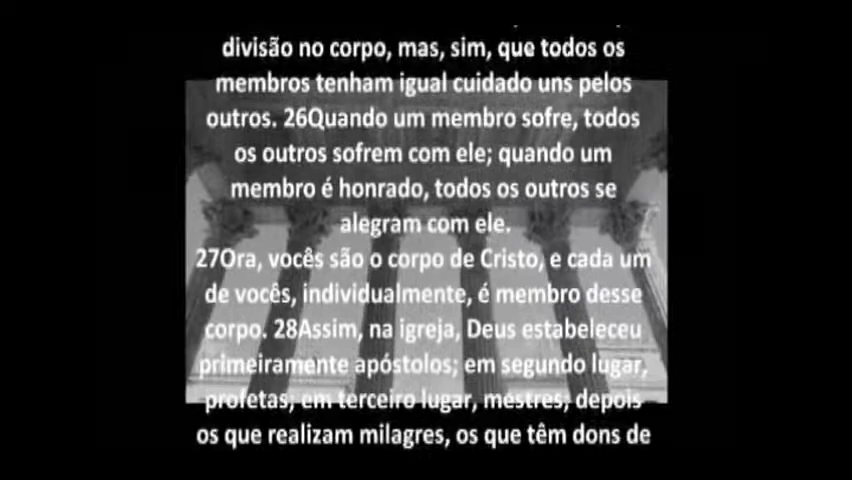 divisão no corpo, mas, sim, que todos os
membros tenham igual cuidado uns pelos
outros. 26Quando um membro sofre, todos
os outros sofrem com ele; quando um
membro é honrado, todos os outros se
alegram com ele.
27Ora, vocês são o corpo de Cristo, e cada um
de vocês, individualmente, é membro desse
corpo. 28Assim, na igreja, Deus estabeleceu
primeiramente apóstolos; em segundo lugar,
profetas; em terceiro lugar, mestres; depois
os que realizam milagres, os que têm dons de